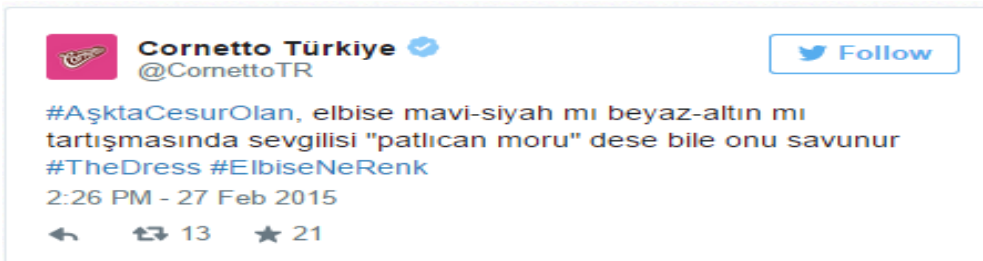 Cornetto Türkiye
@CornettoTR
Follow
#AşktaCesurOlan, elbise mavi-siyah mı beyaz-altın mı
tartışmasında sevgilisi "patlıcan moru" dese bile onu savunur
#TheDress #ElbiseNeRenk
2:26 PM - 27 Feb 2015
13 21